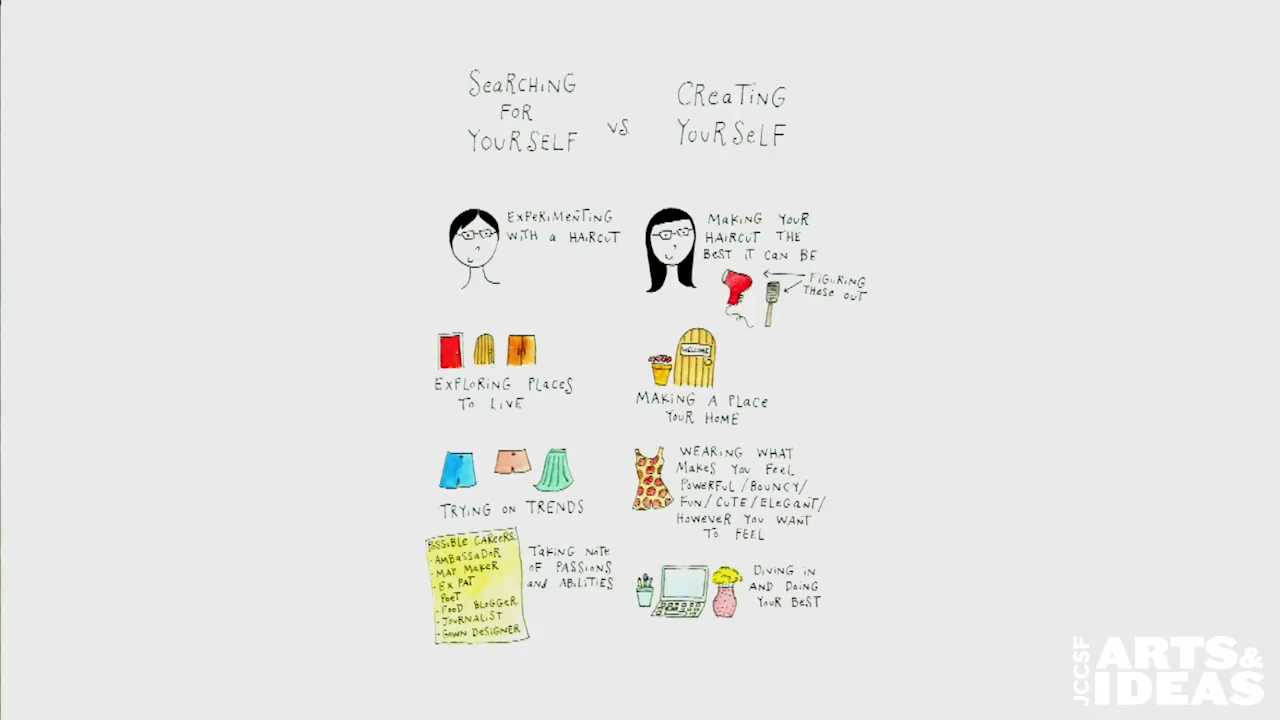 SEARCHING
FOR
YOURSELF
VS.
CREATING
YOURSELF
EXPERIMENTING
WITH A HAIRCUT
MAKING YOUR
HAIRCUT THE
BEST IT CAN BE
FIGURING
THESE OUT
EXPLORING PLACES
TO LIVE
WELCOME
MAKING A PLACE
YOUR HOME
TRYING ON TRENDS
WEARING WHAT
MAKES YOU FEEL
POWERFUL/BOUNCY/
FUN/CUTE/ELEGANT/
HOWEVER YOU WANT
TO FEEL
POSSIBLE CAREERS:
-AMBASSADOR
-MAP MAKER
-EX PAT
POET
-FOOD BLOGGER
-JOURNALIST
-GOWN DESIGNER
TAKING NOTE
OF PASSIONS
AND ABILITIES
DIVING IN
AND DOING
YOUR BEST
JCCSF
ARTS&
IDEAS